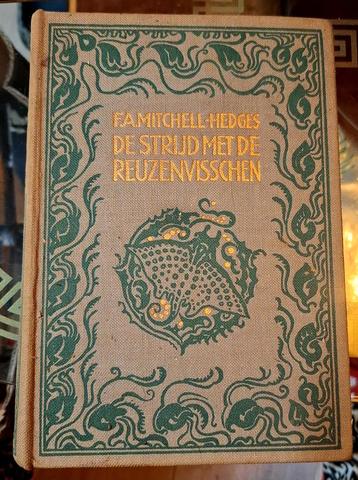 F.A. MITCHELL-HEDGES
DE STRIJD MET DE
REUZENVISSCHEN